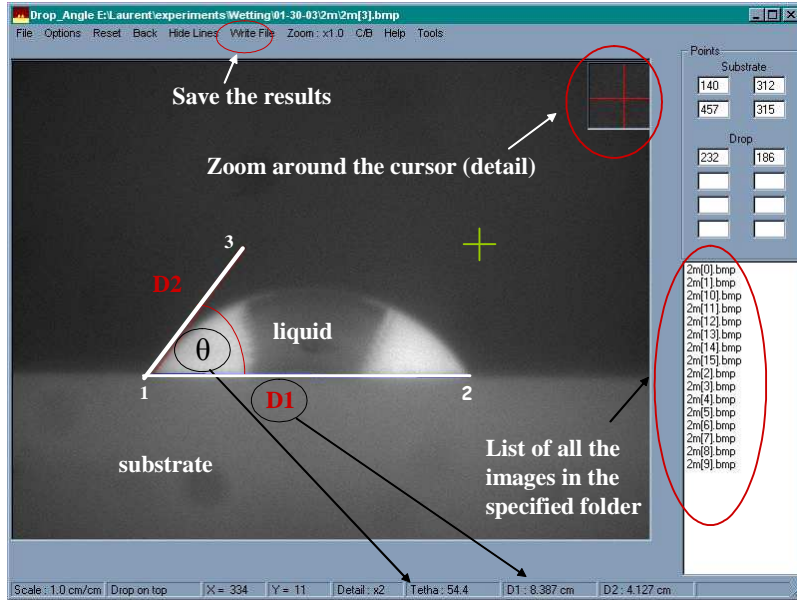 Drop_Angle E:\Laurent\experiments\Wetting\01-30-03\2m\2m[3].bmp
File Options Reset Back Hide Lines Write File Zoom : x1.0 C/B Help Tools
Save the results
Zoom around the cursor (detail)
3
D2
liquid
θ
1
D1
2
substrate
List of all the
images in the
specified folder
Points
Substrate
140 312
457 315
Drop
232 186
2m[0].bmp
2m[1].bmp
2m[10].bmp
2m[11].bmp
2m[12].bmp
2m[13].bmp
2m[14].bmp
2m[15].bmp
2m[2].bmp
2m[3].bmp
2m[4].bmp
2m[5].bmp
2m[6].bmp
2m[7].bmp
2m[8].bmp
2m[9].bmp
Scale : 1.0 cm/cm Drop on top X = 334 Y = 11 Detail : x2 Tetha : 54.4 D1 : 8.387 cm D2 : 4.127 cm